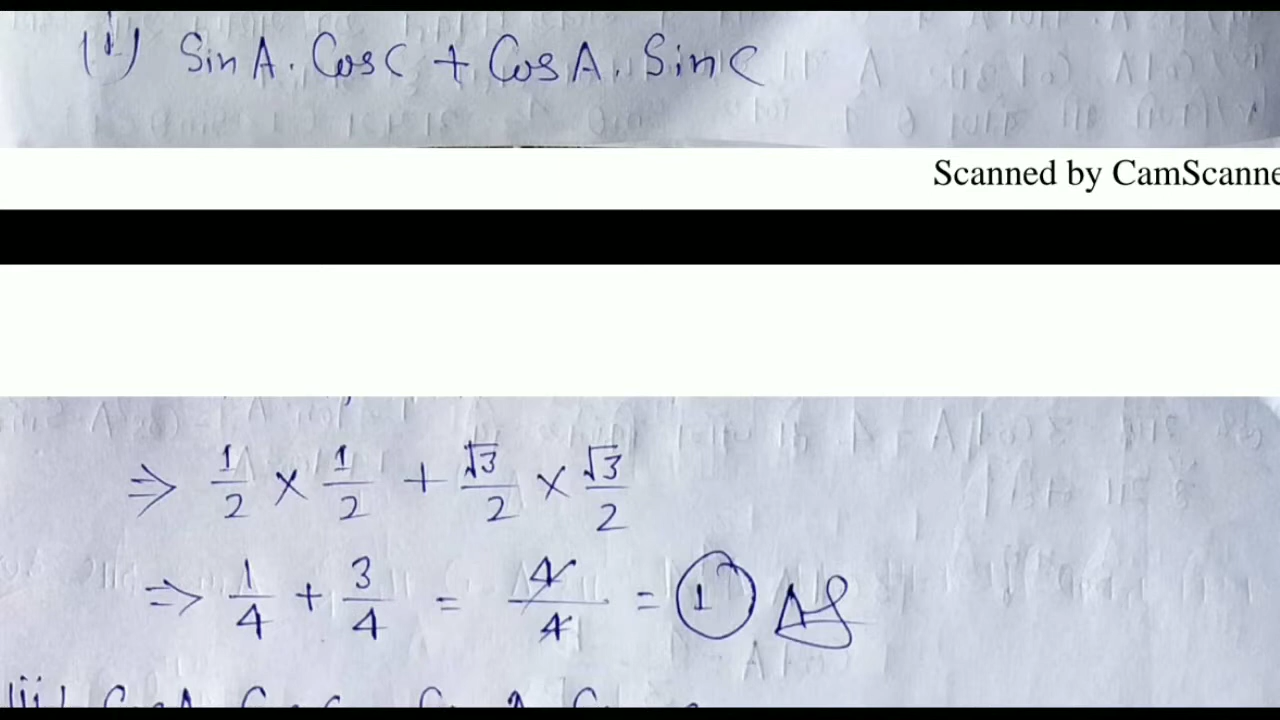 (i) Sin A . Cos C + Cos A . Sin C
Scanned by CamScanne
⇒ 1/2 × 1/2 + √3/2 × √3/2
⇒ 1/4 + 3/4 = 4/4 = 1 Ans